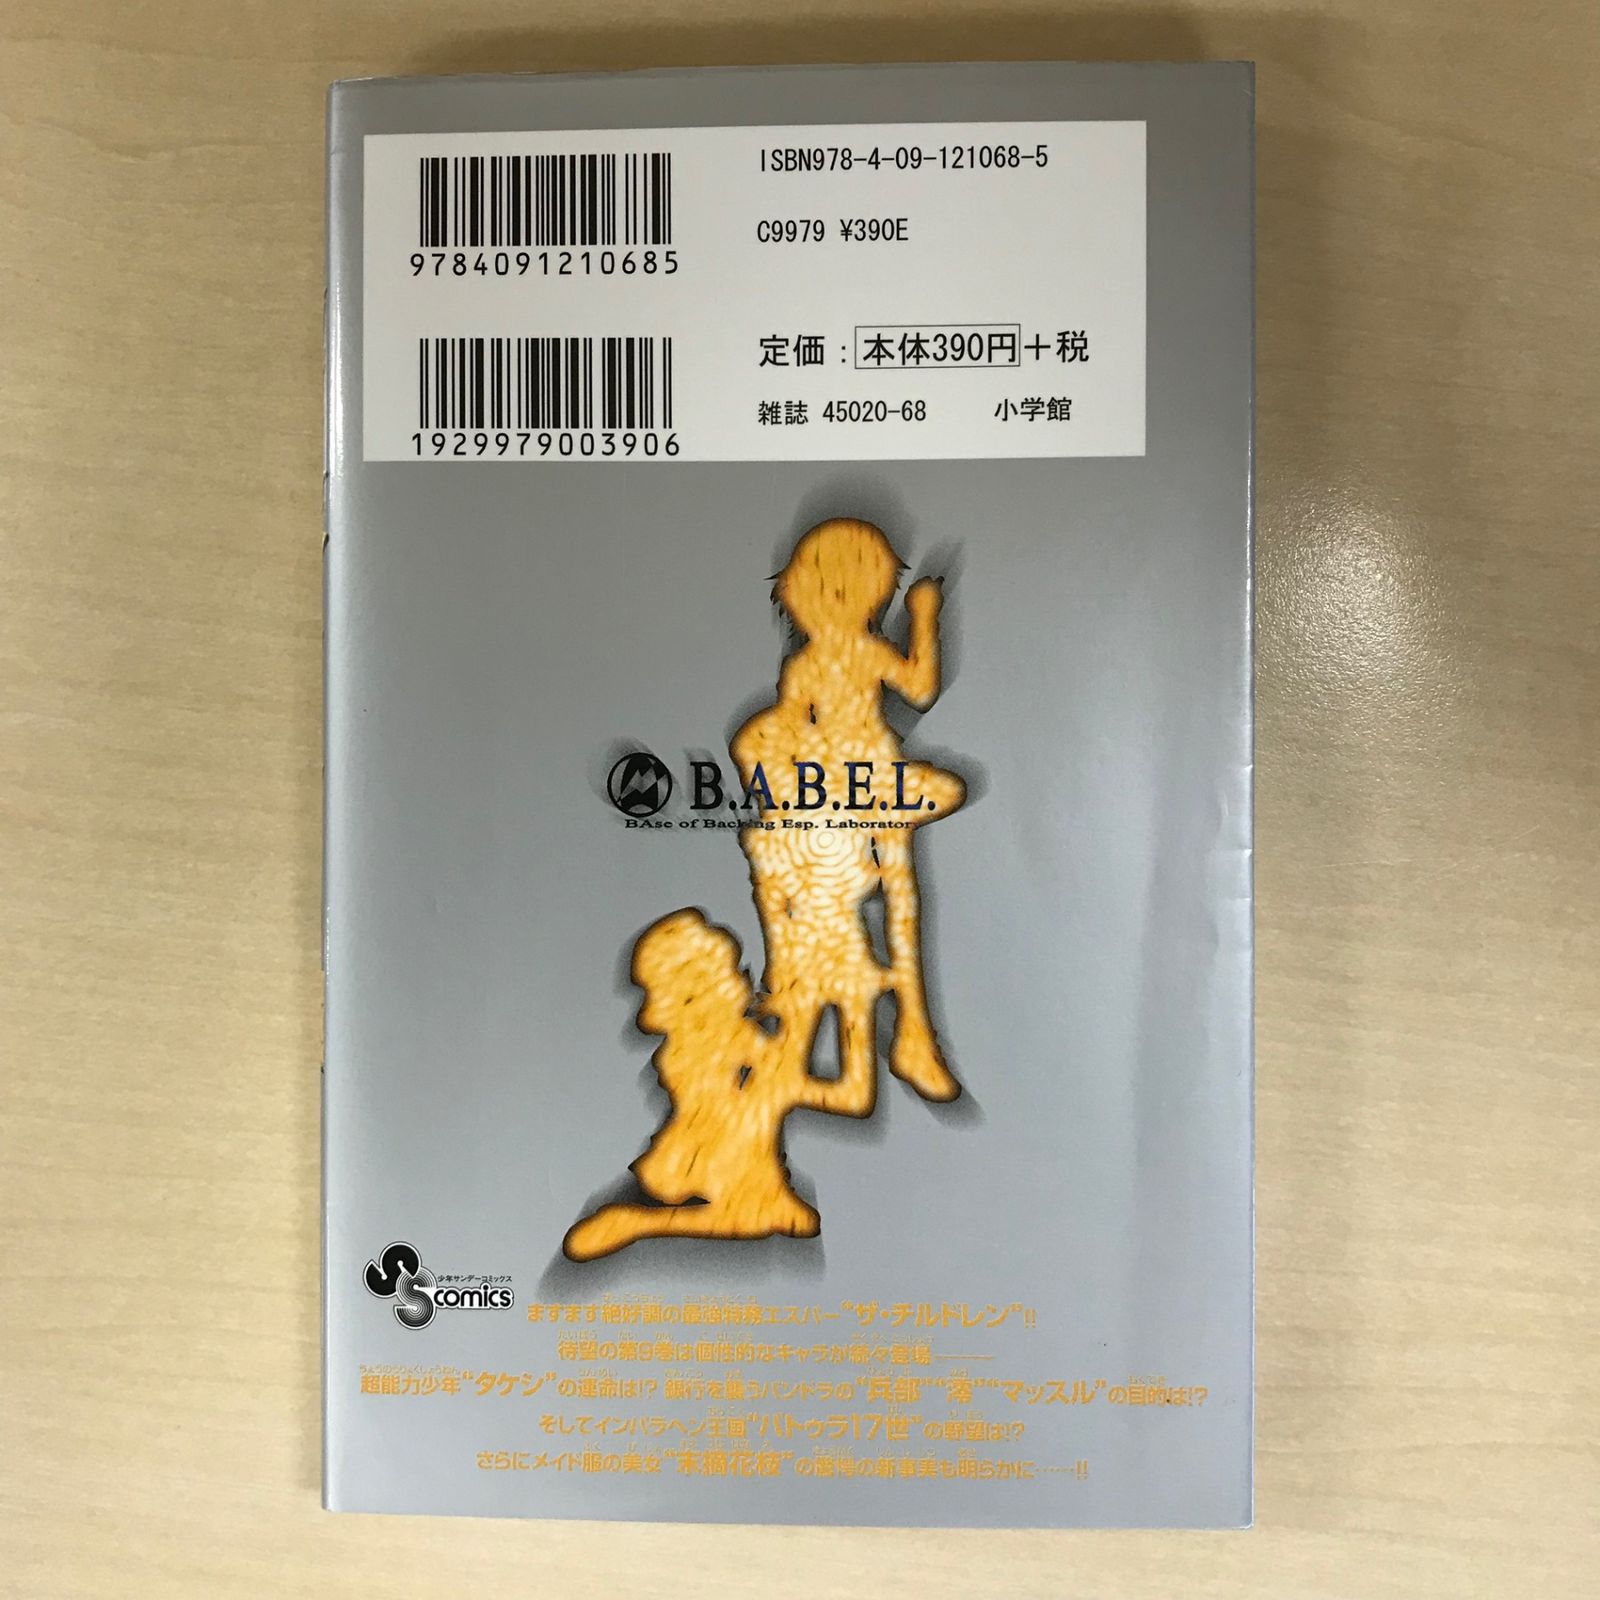 ISBN978-4-09-121068-5
9784091210685
C9979 ¥390E
定価：本体390円+税
雑誌 45020-68　小学館
1929979003906
B.A.B.E.L.
BAse of Backing Esp. Laboratory
少年サンデーコミックス
SS comics
ますます絶好調の最強特務エスパー“ザ・チルドレン”!!
待望の第9巻は個性的なキャラが続々登場――
超能力少年“タケシ”の運命は!? 銀行を襲うパンドラの“兵部”“澪”“マッスル”の目的は!?
そしてインパラヘン王国“バトゥラ17世”の野望は!?
さらにメイド服の美女“末摘花枝”の驚愕の新事実も明らかに……!!